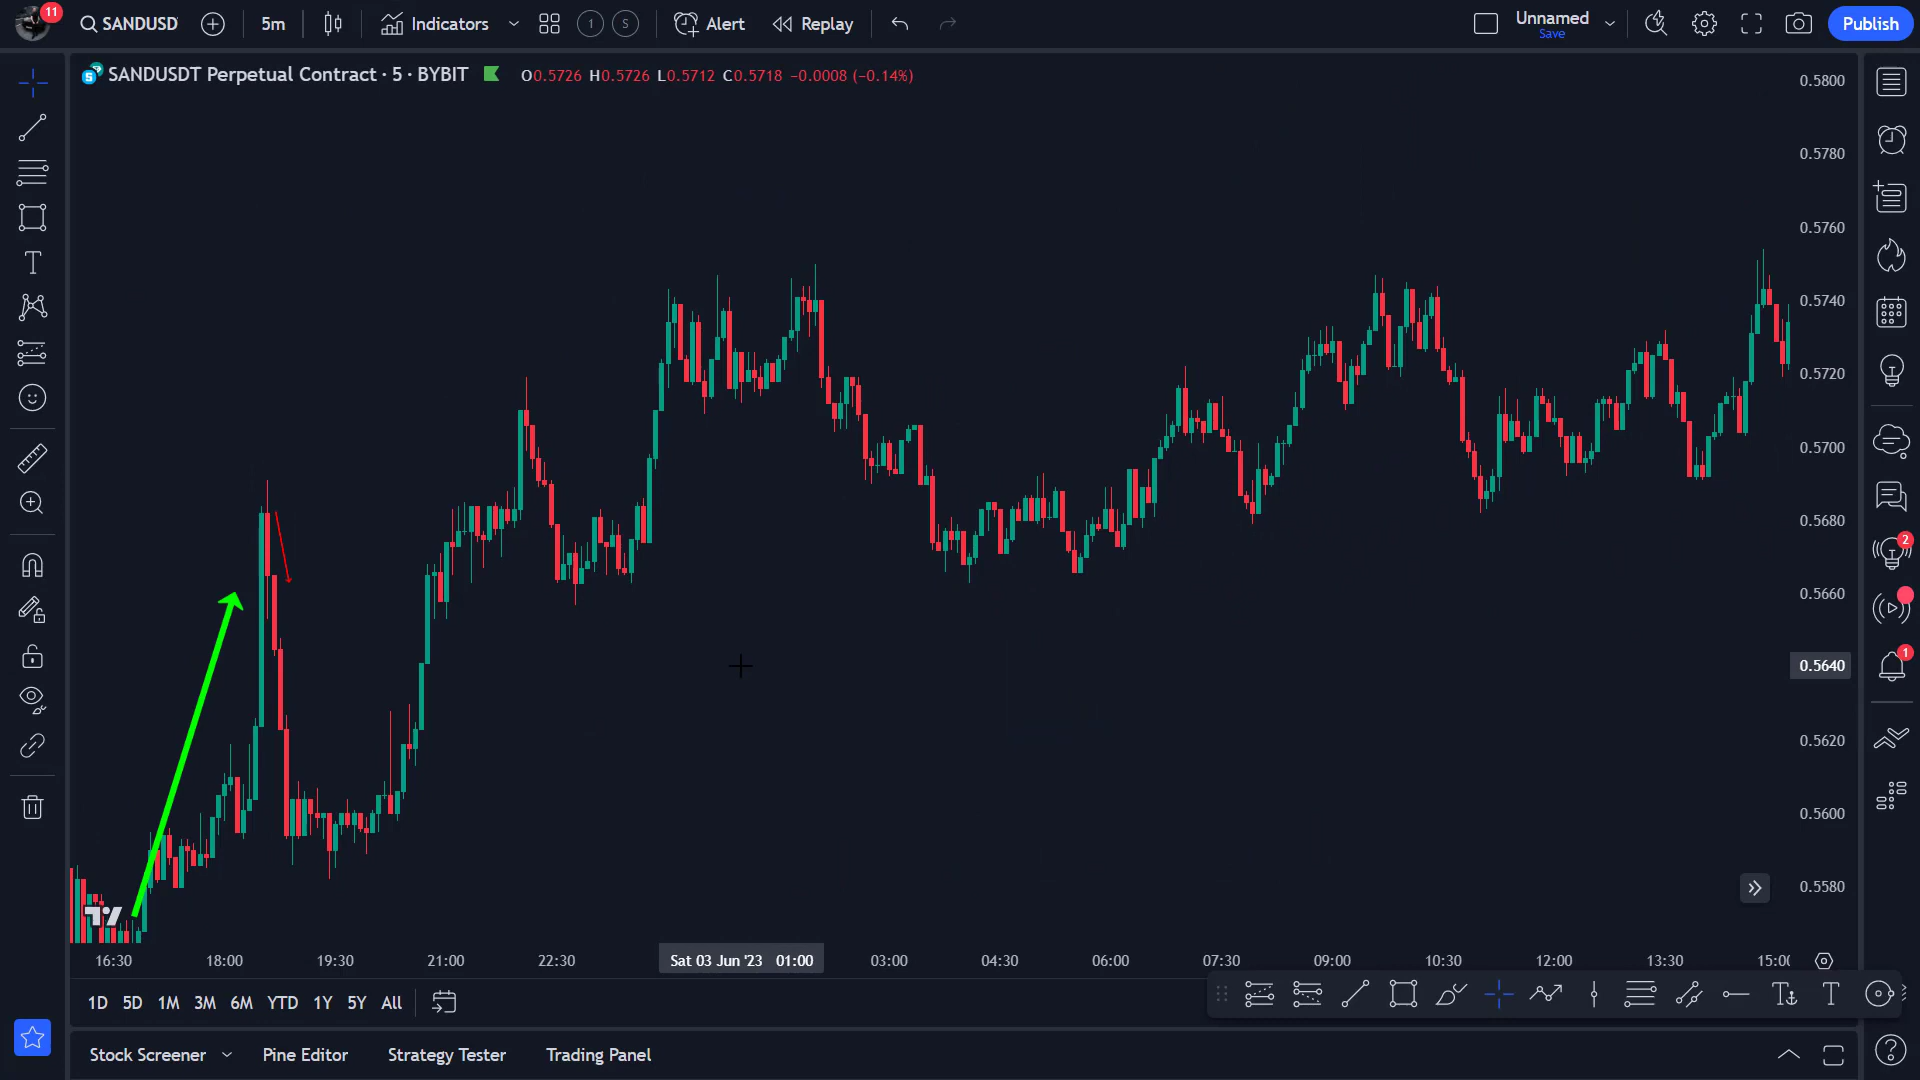 11 SANDUSD 5m Indicators 1 S Alert Replay Unnamed Publish
Save
SANDUSDT Perpetual Contract · 5 · BYBIT O0.5726 H0.5726 L0.5712 C0.5718 −0.0008 (−0.14%)
0.5800
0.5780
0.5760
0.5740
0.5720
0.5700
0.5680
0.5660
0.5640
0.5620
0.5600
0.5580
2
1
16:30 18:00 19:30 21:00 22:30 Sat 03 Jun '23 01:00 03:00 04:30 06:00 07:30 09:00 10:30 12:00 13:30 15:00
1D 5D 1M 3M 6M YTD 1Y 5Y All
Stock Screener Pine Editor Strategy Tester Trading Panel